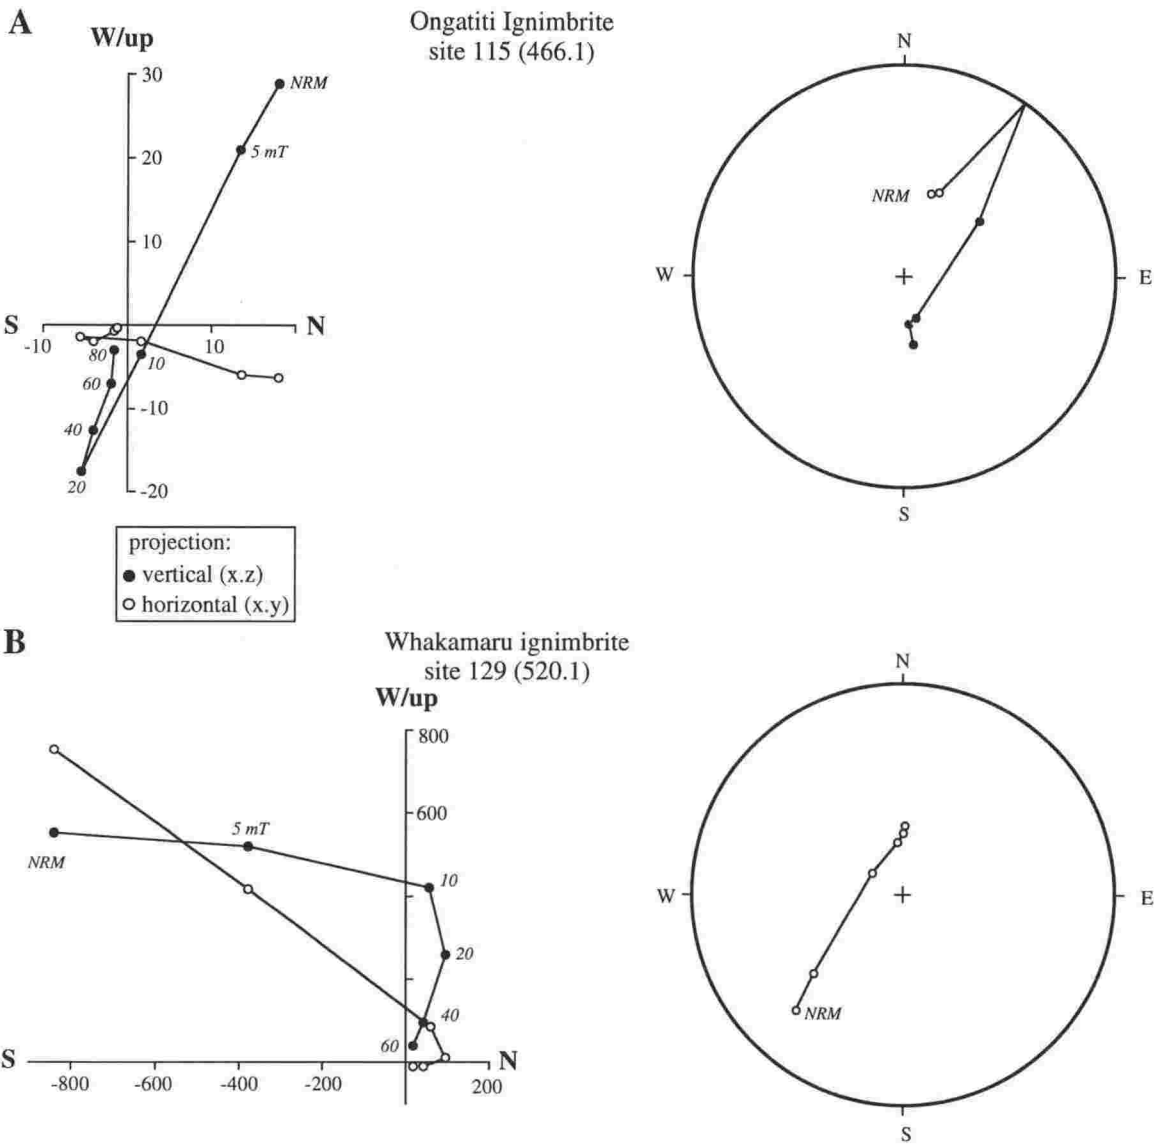 A
Ongatiti Ignimbrite
site 115 (466.1)
W/up
30
NRM
5 mT
20
10
S
N
-10
10
80
10
60
-10
40
20
-20
N
NRM
W
E
S
projection:
vertical (x.z)
horizontal (x.y)
B
Whakamaru ignimbrite
site 129 (520.1)
W/up
800
600
5 mT
NRM
10
20
40
60
S
N
-800
-600
-400
-200
200
N
W
E
NRM
S